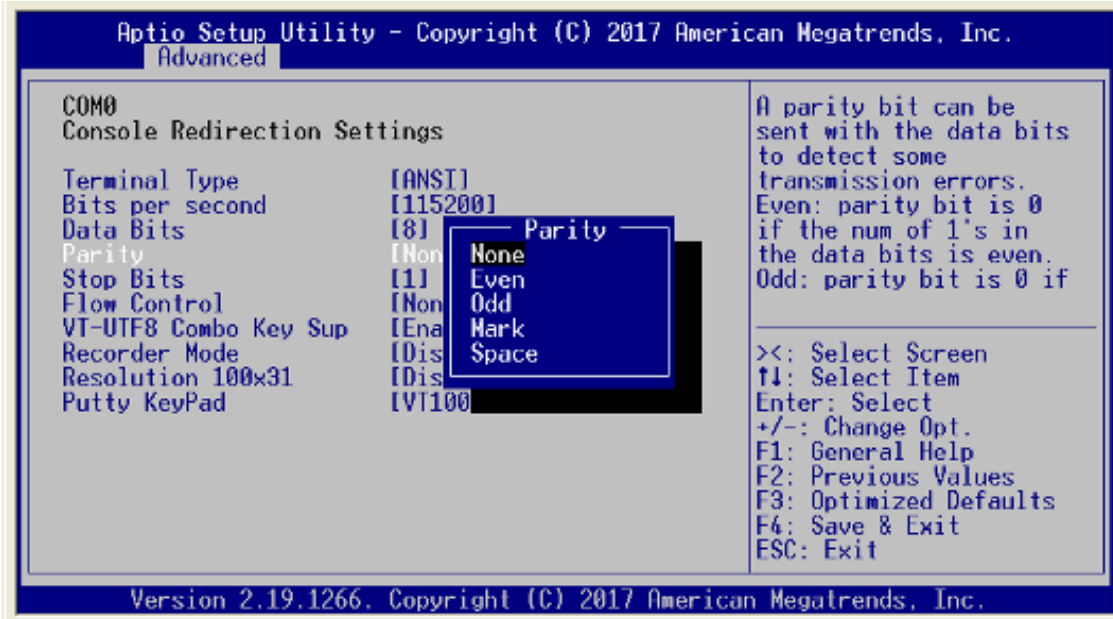 Aptio Setup Utility - Copyright (C) 2017 American Megatrends, Inc.
Advanced
COM0
Console Redirection Settings
Terminal Type [ANSI]
Bits per second [115200]
Data Bits [8]
Parity [Non
Stop Bits [1]
Flow Control [Non
VT-UTF8 Combo Key Sup [Ena
Recorder Mode [Dis
Resolution 100x31 [Dis
Putty KeyPad [VT100
Parity
None
Even
Odd
Mark
Space
A parity bit can be
sent with the data bits
to detect some
transmission errors.
Even: parity bit is 0
if the num of 1's in
the data bits is even.
Odd: parity bit is 0 if
><: Select Screen
↑↓: Select Item
Enter: Select
+/-: Change Opt.
F1: General Help
F2: Previous Values
F3: Optimized Defaults
F4: Save & Exit
ESC: Exit
Version 2.19.1266. Copyright (C) 2017 American Megatrends, Inc.